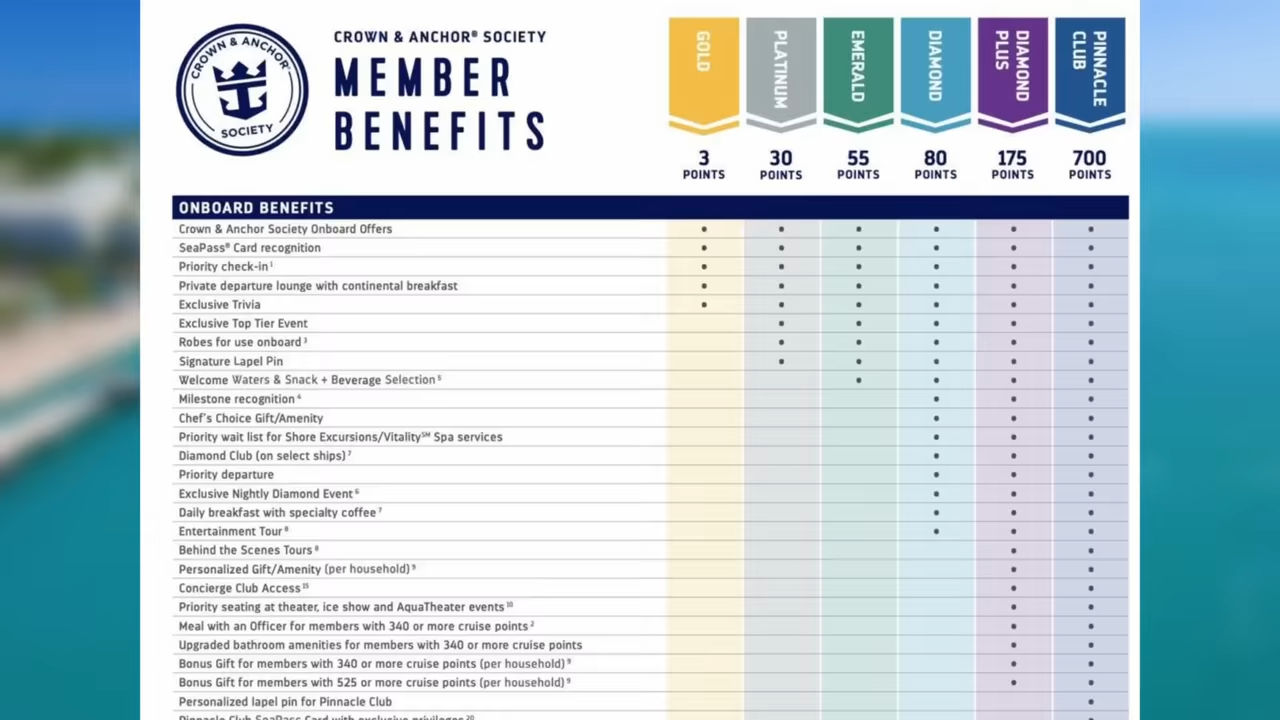 CROWN & ANCHOR®
SOCIETY
CROWN & ANCHOR® SOCIETY
MEMBER
BENEFITS
GOLD
PLATINUM
EMERALD
DIAMOND
DIAMOND
PLUS
PINNACLE
CLUB
3 30 55 80 175 700
POINTS POINTS POINTS POINTS POINTS POINTS
ONBOARD BENEFITS
Crown & Anchor Society Onboard Offers • • • • • •
SeaPass® Card recognition • • • • • •
Priority check-in¹ • • • • • •
Private departure lounge with continental breakfast • • • • • •
Exclusive Trivia • • • • • •
Exclusive Top Tier Event • • • • •
Robes for use onboard³ • • • • •
Signature Lapel Pin • • • • •
Welcome Waters & Snack + Beverage Selection⁵ • • • •
Milestone recognition⁴ • • •
Chef's Choice Gift/Amenity • • •
Priority wait list for Shore Excursions/Vitality℠ Spa services • • •
Diamond Club (on select ships)⁷ • • •
Priority departure • • •
Exclusive Nightly Diamond Event⁶ • • •
Daily breakfast with specialty coffee⁷ • • •
Entertainment Tour⁸ • • •
Behind the Scenes Tours⁸ • •
Personalized Gift/Amenity (per household)⁹ • •
Concierge Club Access¹⁵ • •
Priority seating at theater, ice show and AquaTheater events¹⁰ • •
Meal with an Officer for members with 340 or more cruise points² • •
Upgraded bathroom amenities for members with 340 or more cruise points • •
Bonus Gift for members with 340 or more cruise points (per household)⁹ • •
Bonus Gift for members with 525 or more cruise points (per household)⁹ • •
Personalized lapel pin for Pinnacle Club •
Pinnacle Club SeaPass Card with exclusive privileges²⁰